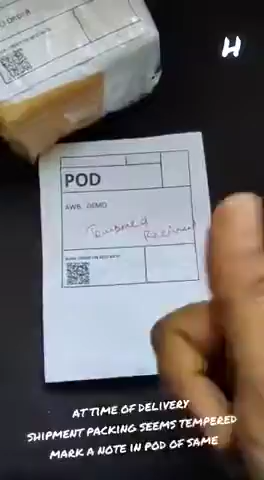 H
POD
AWB. DEMO
Tempered
Received
AT TIME OF DELIVERY
SHIPMENT PACKING SEEMS TEMPERED
MARK A NOTE IN POD OF SAME